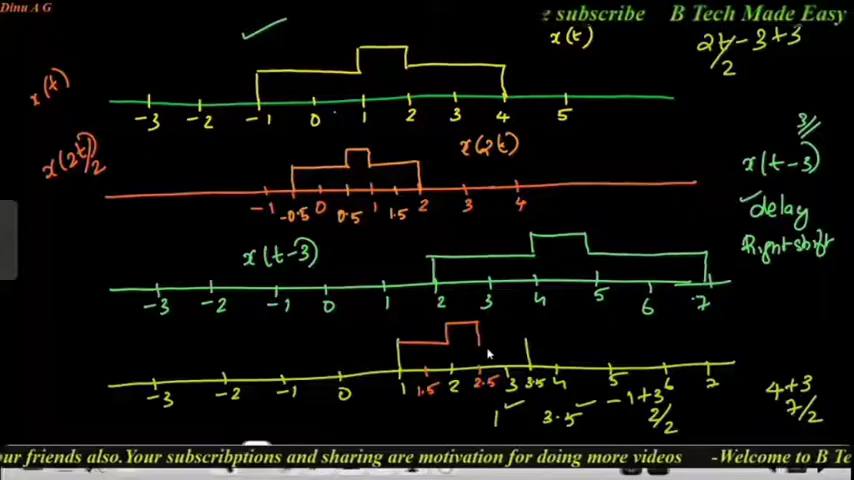 Dinu A G
e subscribe B Tech Made Easy
x(t)
2t - 3 + 3
2
x(t)
-3 -2 -1 0 1 2 3 4 5
x(2t)
x(2t)/2
-1 -0.5 0 0.5 1 1.5 2 3 4
3
x(t-3)
delay
Right shift
x(t-3)
-3 -2 -1 0 1 2 3 4 5 6 7
-3 -2 -1 0 1 1.5 2 2.5 3 3.5 4 5 6 7
1 3.5 -1+3
2/2
4+3
7/2
our friends also.Your subscribptions and sharing are motivation for doing more videos -Welcome to B Te